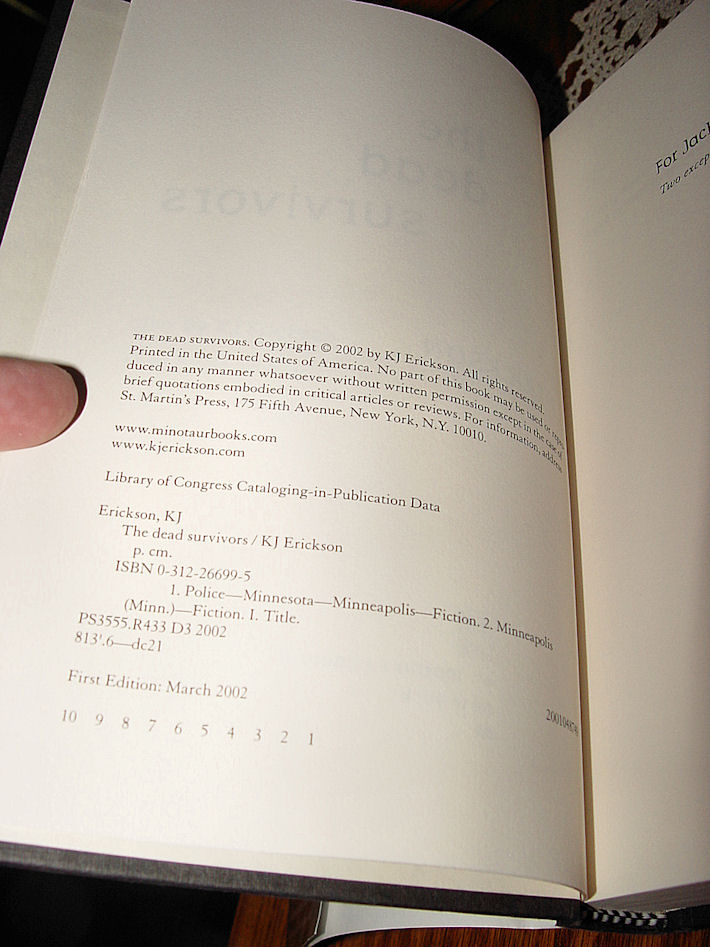 the
dead
survivors
THE DEAD SURVIVORS. Copyright © 2002 by KJ Erickson. All rights reserved.
Printed in the United States of America. No part of this book may be used or repro-
duced in any manner whatsoever without written permission except in the case of
brief quotations embodied in critical articles or reviews. For information, address
St. Martin's Press, 175 Fifth Avenue, New York, N.Y. 10010.
www.minotaurbooks.com
www.kjerickson.com
Library of Congress Cataloging-in-Publication Data
Erickson, KJ
The dead survivors / KJ Erickson
p. cm.
ISBN 0-312-26699-5
1. Police—Minnesota—Minneapolis—Fiction. 2. Minneapolis
(Minn.)—Fiction. I. Title.
PS3555.R433 D3 2002
813'.6—dc21
First Edition: March 2002
10 9 8 7 6 5 4 3 2 1
For Jack
Two excep